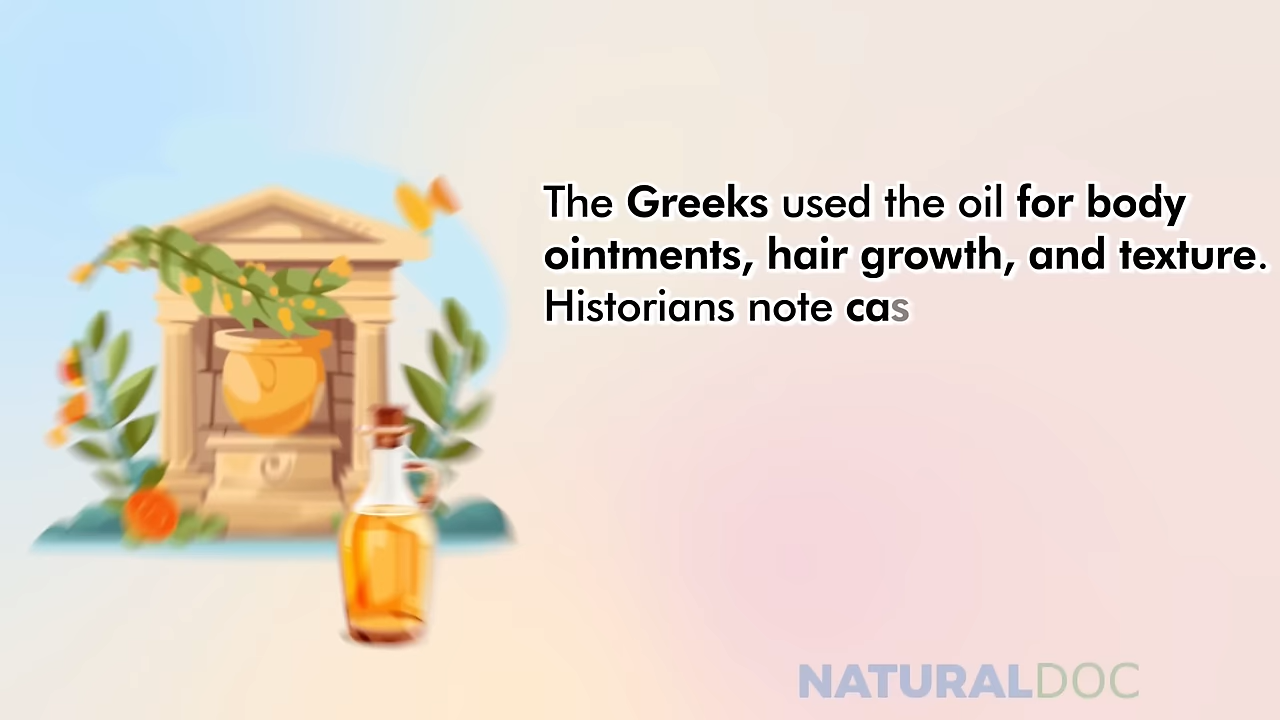 The Greeks used the oil for body
ointments, hair growth, and texture.
Historians note cas
NATURALDOC